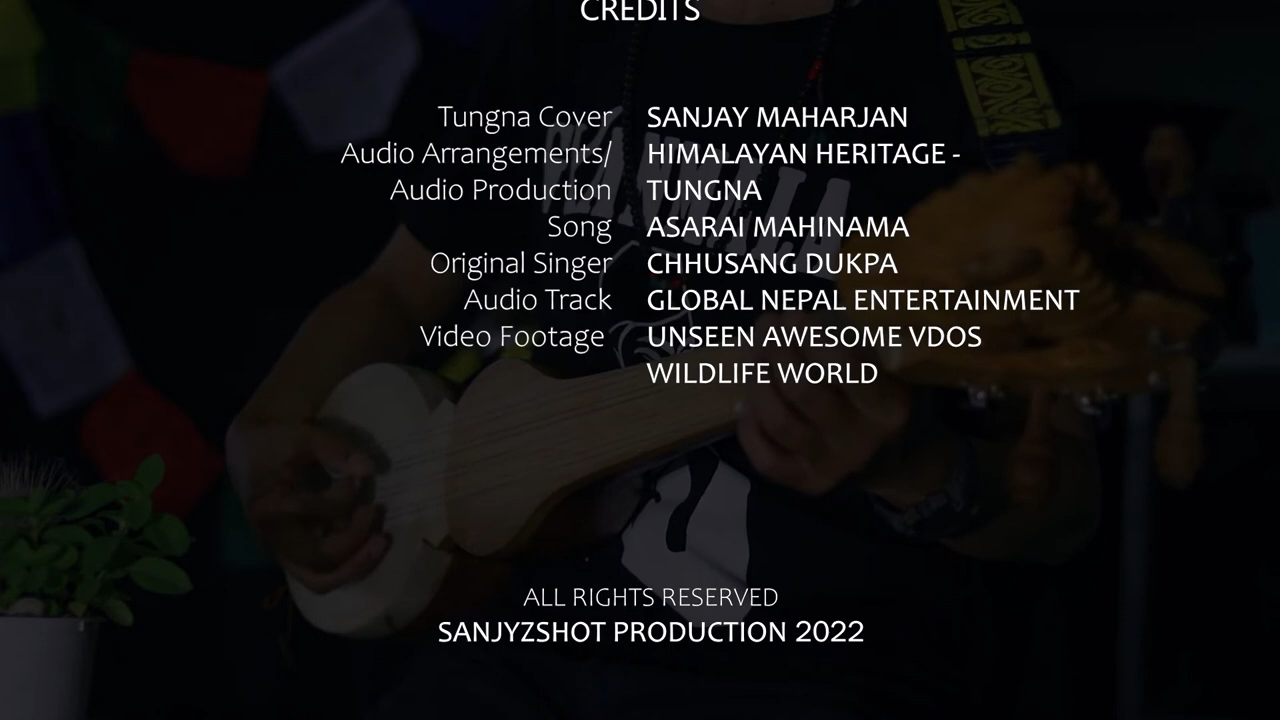 CREDITS
Tungna Cover SANJAY MAHARJAN
Audio Arrangements/ HIMALAYAN HERITAGE -
Audio Production TUNGNA
Song ASARAI MAHINAMA
Original Singer CHHUSANG DUKPA
Audio Track GLOBAL NEPAL ENTERTAINMENT
Video Footage UNSEEN AWESOME VDOS
WILDLIFE WORLD
ALL RIGHTS RESERVED
SANJYZSHOT PRODUCTION 2022